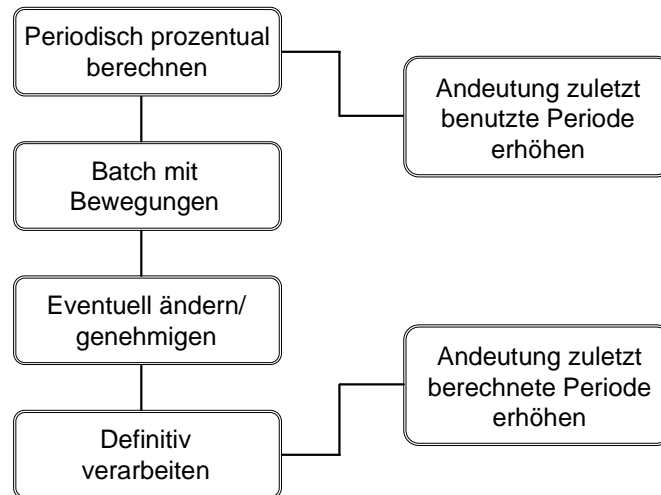 Periodisch prozentual
berechnen
Andeutung zuletzt
benutzte Periode
erhöhen
Batch mit
Bewegungen
Eventuell ändern/
genehmigen
Andeutung zuletzt
berechnete Periode
erhöhen
Definitiv
verarbeiten